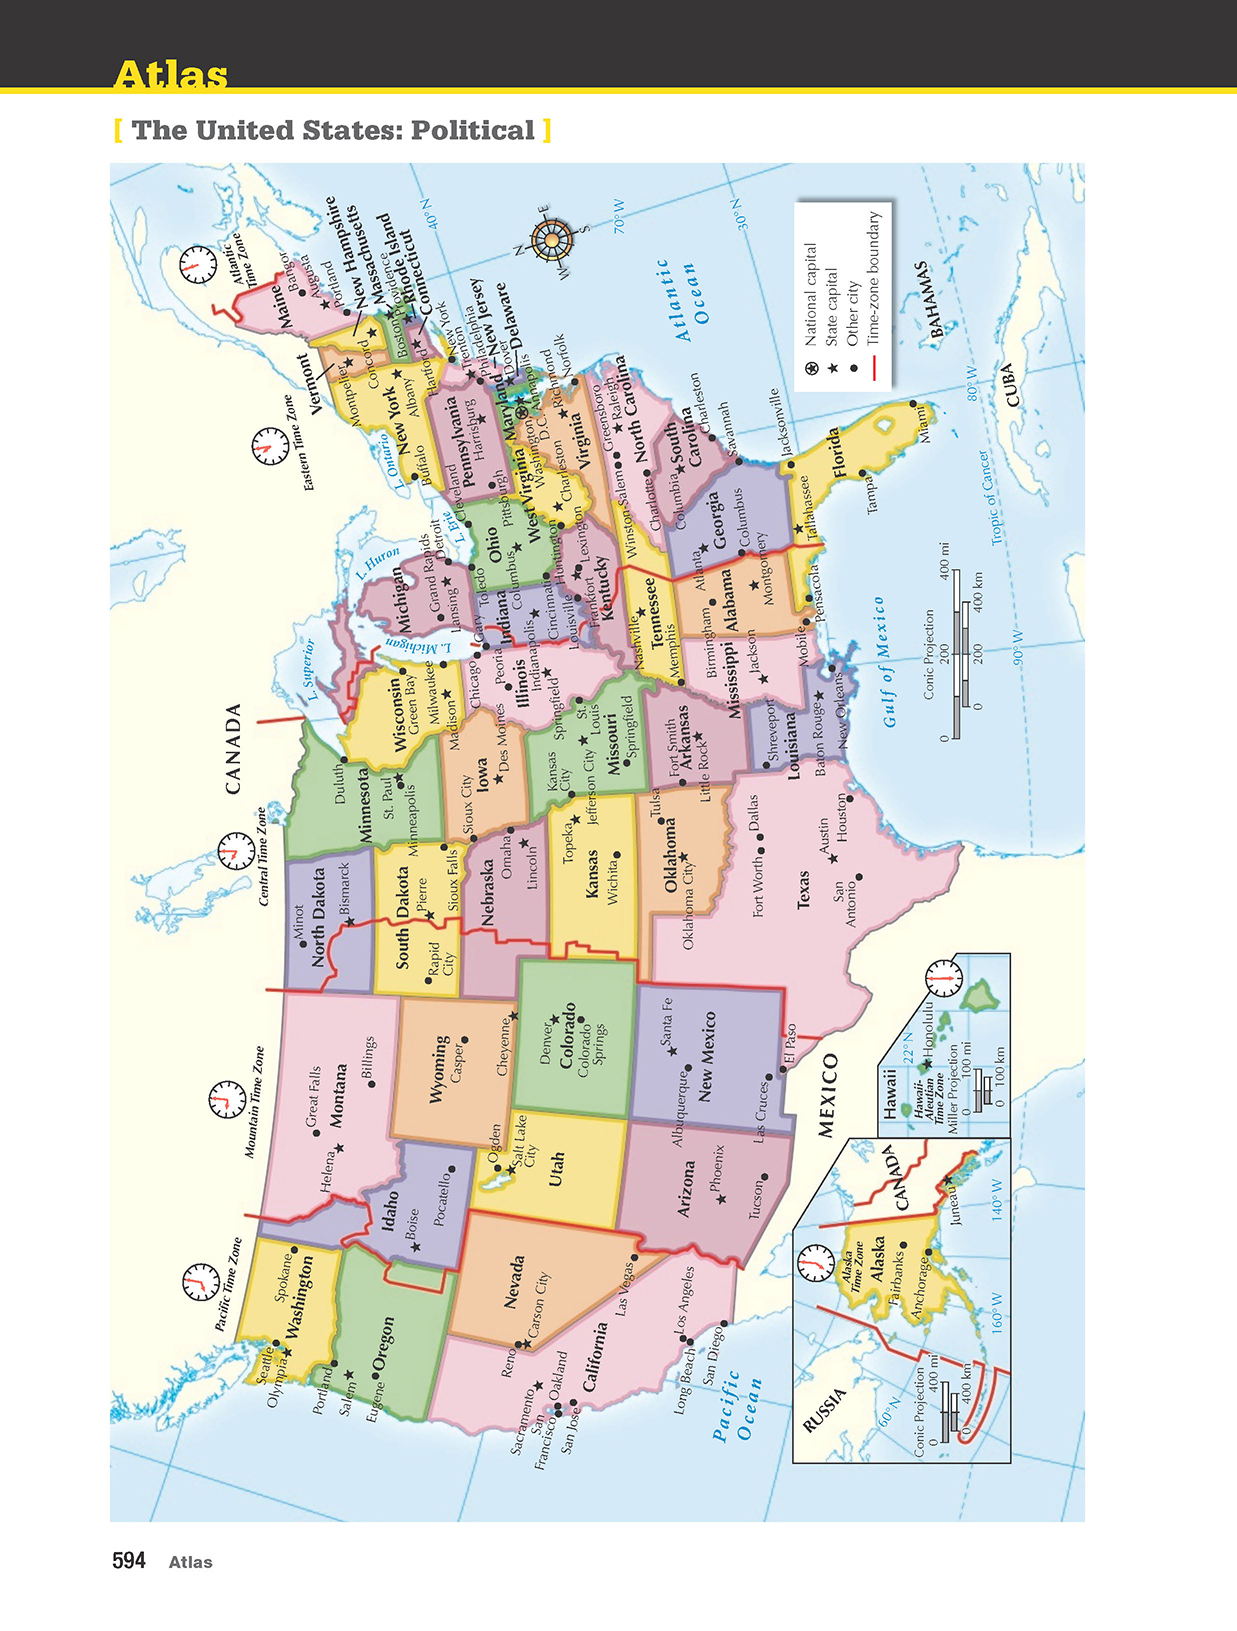 Atlas
[ The United States: Political ]
CANADA
Pacific Time Zone
Mountain Time Zone
Central Time Zone
Eastern Time Zone
Atlantic
Time Zone
Seattle
Olympia
Spokane
Washington
Portland
Salem
Eugene
Oregon
Reno
Carson City
Nevada
Las Vegas
Sacramento
San
Francisco
Oakland
San Jose
California
Los Angeles
Long Beach
San Diego
Pacific
Ocean
Idaho
Boise
Pocatello
Helena
Great Falls
Montana
Billings
Wyoming
Casper
Cheyenne
Ogden
Salt Lake
City
Utah
Denver
Colorado
Colorado
Springs
Arizona
Phoenix
Tucson
Santa Fe
Albuquerque
New Mexico
Las Cruces
El Paso
Minot
North Dakota
Bismarck
South Dakota
Pierre
Rapid
City
Sioux Falls
Nebraska
Omaha
Lincoln
Topeka
Kansas
Wichita
Tulsa
Oklahoma
Oklahoma City
Fort Worth
Dallas
Texas
Austin
Houston
San
Antonio
Duluth
Minnesota
St. Paul
Minneapolis
Sioux City
Iowa
Des Moines
Kansas
City
Jefferson City
St.
Louis
Missouri
Springfield
Fort Smith
Arkansas
Little Rock
Shreveport
Louisiana
Baton Rouge
New Orleans
L. Superior
Wisconsin
Green Bay
Milwaukee
Madison
L. Michigan
L. Huron
Michigan
Grand Rapids
Lansing
Detroit
Chicago
Peoria
Illinois
Springfield
Gary
Indiana
Indianapolis
Toledo
Cleveland
Ohio
Columbus
Cincinnati
L. Erie
L. Ontario
Louisville
Frankfort
Lexington
Kentucky
Huntington
Nashville
Tennessee
Memphis
Birmingham
Alabama
Montgomery
Mobile
Mississippi
Jackson
Atlanta
Georgia
Columbus
Savannah
Pensacola
Tallahassee
Jacksonville
Florida
Tampa
Miami
Columbia
South
Carolina
Charleston
Charlotte
Winston-Salem
Greensboro
Raleigh
North Carolina
West Virginia
Charleston
Virginia
Richmond
Norfolk
Washington,
D.C.
Maryland
Annapolis
Delaware
Dover
Pennsylvania
Harrisburg
Pittsburgh
Philadelphia
New Jersey
Trenton
New York
Buffalo
Albany
New York
Connecticut
Hartford
Rhode Island
Providence
Massachusetts
Boston
New Hampshire
Concord
Vermont
Montpelier
Maine
Bangor
Augusta
Portland
Atlantic
Ocean
N
E
S
W
40°N
70°W
30°N
80°W
90°W
Tropic of Cancer
Gulf of Mexico
MEXICO
CUBA
BAHAMAS
National capital
State capital
Other city
Time-zone boundary
0 200 400 mi
Conic Projection
0 200 400 km
RUSSIA
Alaska
Time Zone
Alaska
Fairbanks
Anchorage
CANADA
Juneau
60°N
160°W
140°W
Conic Projection
0 400 mi
0 400 km
Hawaii
22°N
Honolulu
Hawaii-
Aleutian
Time Zone
Miller Projection
0 100 mi
0 100 km
594 Atlas